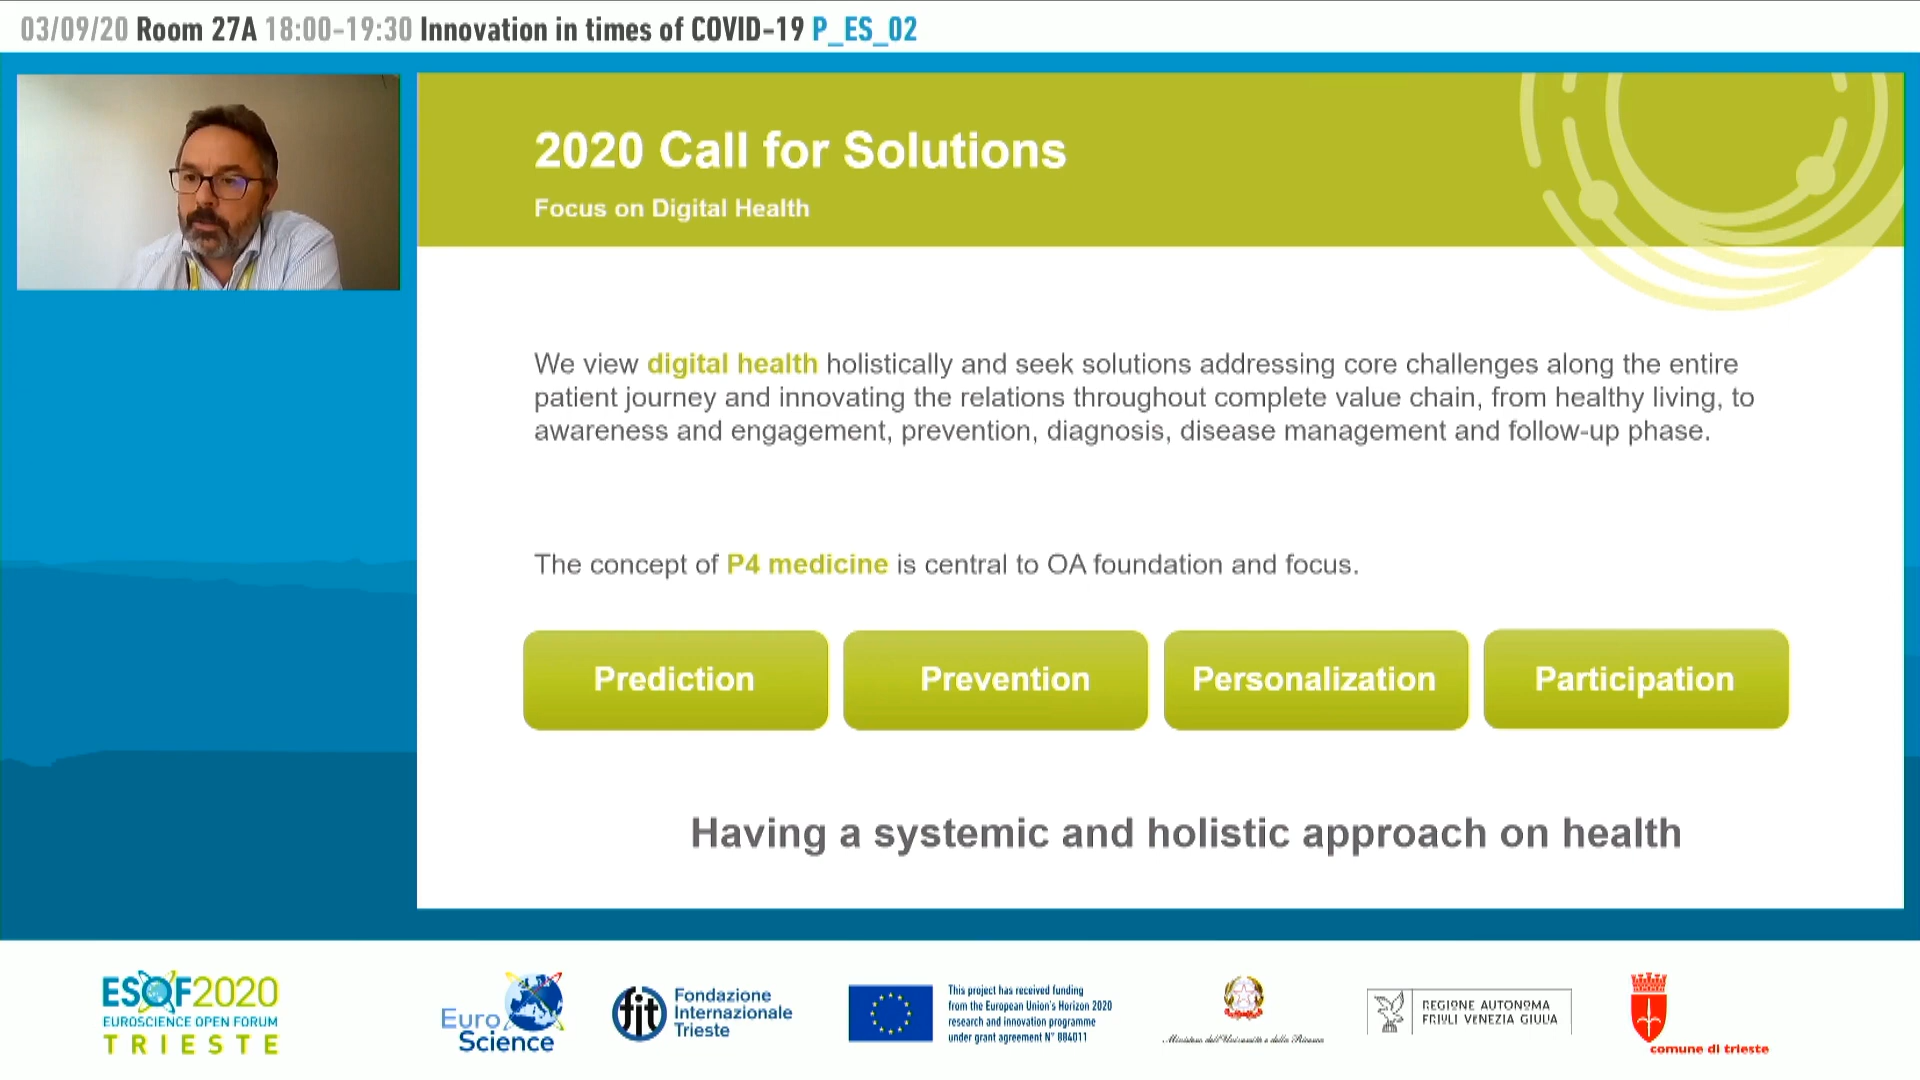 03/09/20 Room 27A 18:00-19:30 Innovation in times of COVID-19 P_ES_02
2020 Call for Solutions
Focus on Digital Health
We view digital health holistically and seek solutions addressing core challenges along the entire
patient journey and innovating the relations throughout complete value chain, from healthy living, to
awareness and engagement, prevention, diagnosis, disease management and follow-up phase.
The concept of P4 medicine is central to OA foundation and focus.
Prediction
Prevention
Personalization
Participation
Having a systemic and holistic approach on health
ESOF2020
EUROSCIENCE OPEN FORUM
TRIESTE
Euro
Science
fit
Fondazione
Internazionale
Trieste
This project has received funding
from the European Union's Horizon 2020
research and innovation programme
under grant agreement N° 884011
Ministero dell'Università e della Ricerca
REGIONE AUTONOMA
FRIULI VENEZIA GIULIA
comune di trieste